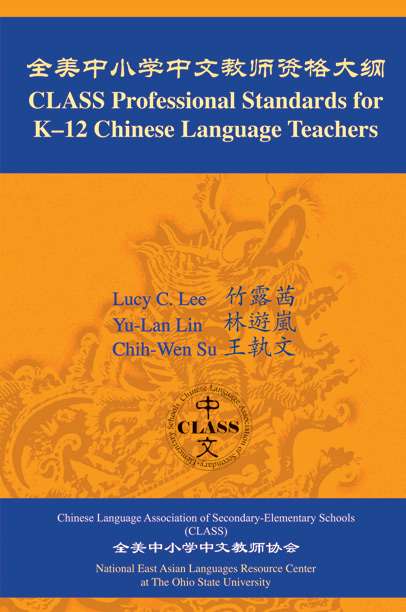 全美中小学中文教师资格大纲
CLASS Professional Standards for
K–12 Chinese Language Teachers
Lucy C. Lee 竹露茜
Yu-Lan Lin 林遊嵐
Chih-Wen Su 王執文
Chinese Language Association of Secondary-Elementary Schools
中
CLASS
文
Chinese Language Association of Secondary-Elementary Schools
(CLASS)
全美中小学中文教师协会
National East Asian Languages Resource Center
at The Ohio State University